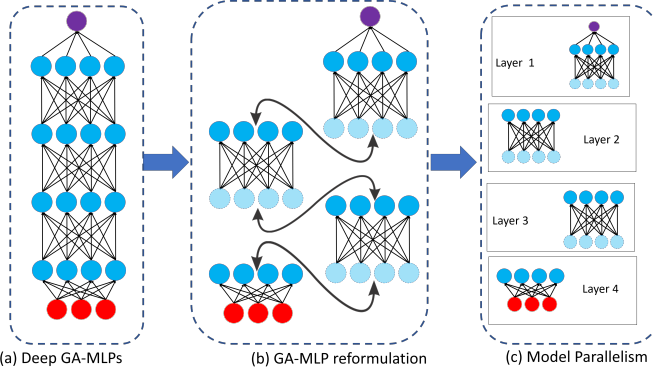 Layer 1
Layer 2
Layer 3
Layer 4
(a) Deep GA-MLPs
(b) GA-MLP reformulation
(c) Model Parallelism